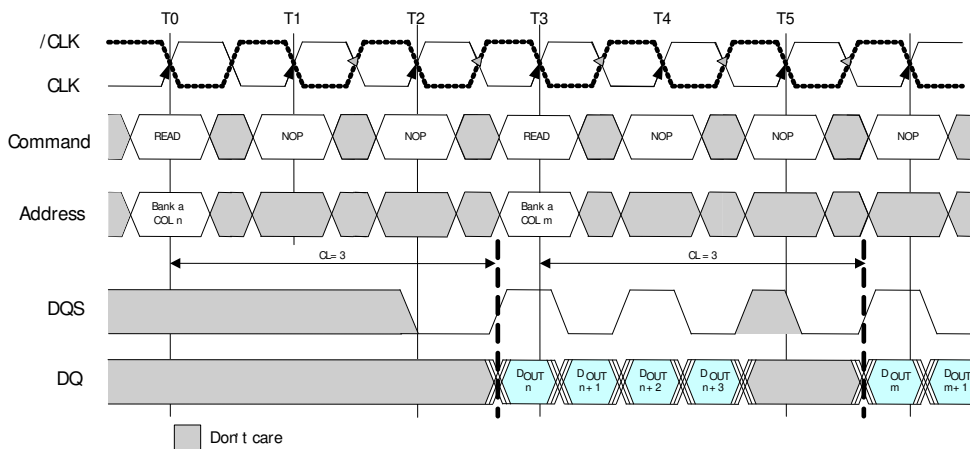 T0 T1 T2 T3 T4 T5
/CLK
CLK
Command READ NOP NOP READ NOP NOP NOP
Address Bank a COL n Bank a COL m
CL= 3 CL= 3
DQS
DQ DOUT n DOUT n+1 DOUT n+2 DOUT n+3 DOUT m DOUT m+1
Don't care